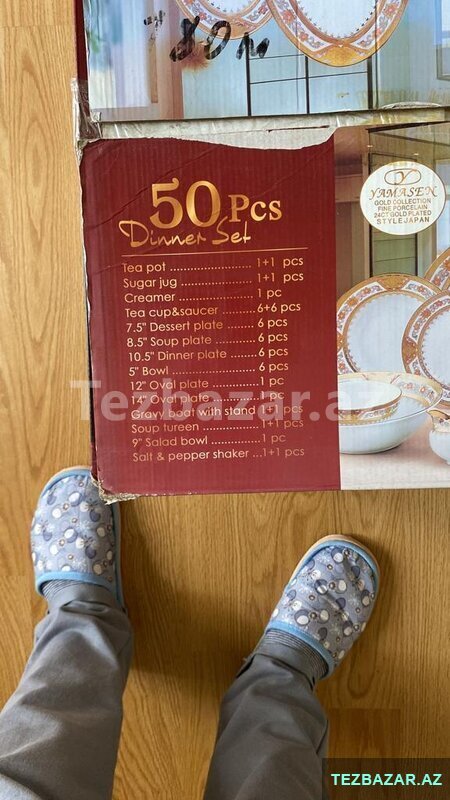 80m
50 Pcs
Dinner Set
Tea pot ........................ 1+1 pcs
Sugar jug ...................... 1+1 pcs
Creamer ....................... 1 pc
Tea cup&saucer .......... 6+6 pcs
7.5" Dessert plate ........ 6 pcs
8.5" Soup plate ............ 6 pcs
10.5" Dinner plate ....... 6 pcs
5" Bowl ......................... 6 pcs
12" Oval plate ............... 1 pc
14" Oval plate ............... 1 pc
Gravy boat with stand 1+1 pcs
Soup tureen ................. 1+1 pcs
9" Salad bowl ............... 1 pc
Salt & pepper shaker ...1+1 pcs
Y
YAMASEN
GOLD COLLECTION
FINE PORCELAIN
24CT GOLD PLATED
STYLE JAPAN
Tezbazar.az
TEZBAZAR.AZ